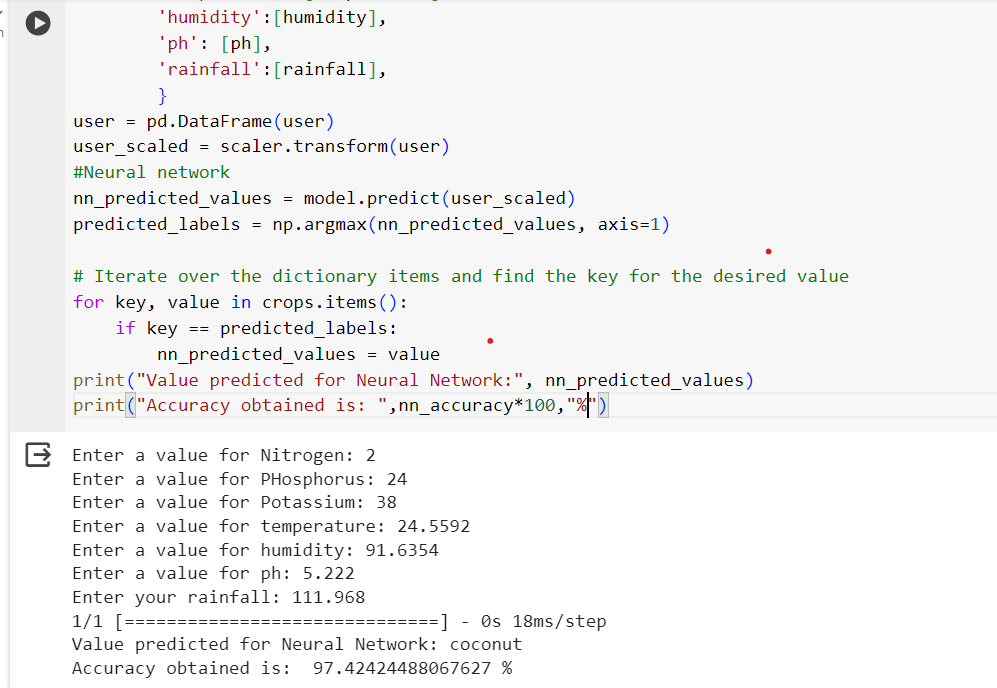 'humidity':[humidity],
'ph': [ph],
'rainfall':[rainfall],
}
user = pd.DataFrame(user)
user_scaled = scaler.transform(user)
#Neural network
nn_predicted_values = model.predict(user_scaled)
predicted_labels = np.argmax(nn_predicted_values, axis=1)
# Iterate over the dictionary items and find the key for the desired value
for key, value in crops.items():
if key == predicted_labels:
nn_predicted_values = value
print("Value predicted for Neural Network:", nn_predicted_values)
print("Accuracy obtained is: ",nn_accuracy*100,"%")
Enter a value for Nitrogen: 2
Enter a value for PHosphorus: 24
Enter a value for Potassium: 38
Enter a value for temperature: 24.5592
Enter a value for humidity: 91.6354
Enter a value for ph: 5.222
Enter your rainfall: 111.968
1/1 [==============================] - 0s 18ms/step
Value predicted for Neural Network: coconut
Accuracy obtained is:  97.42424488067627 %